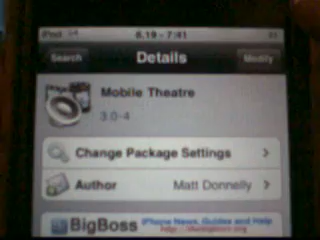 iPod
6.19 - 7:41
Search
Details
Modify
Mobile Theatre
3.0-4
Change Package Settings
Author Matt Donnelly
BigBoss iPhone News, Guides and Help